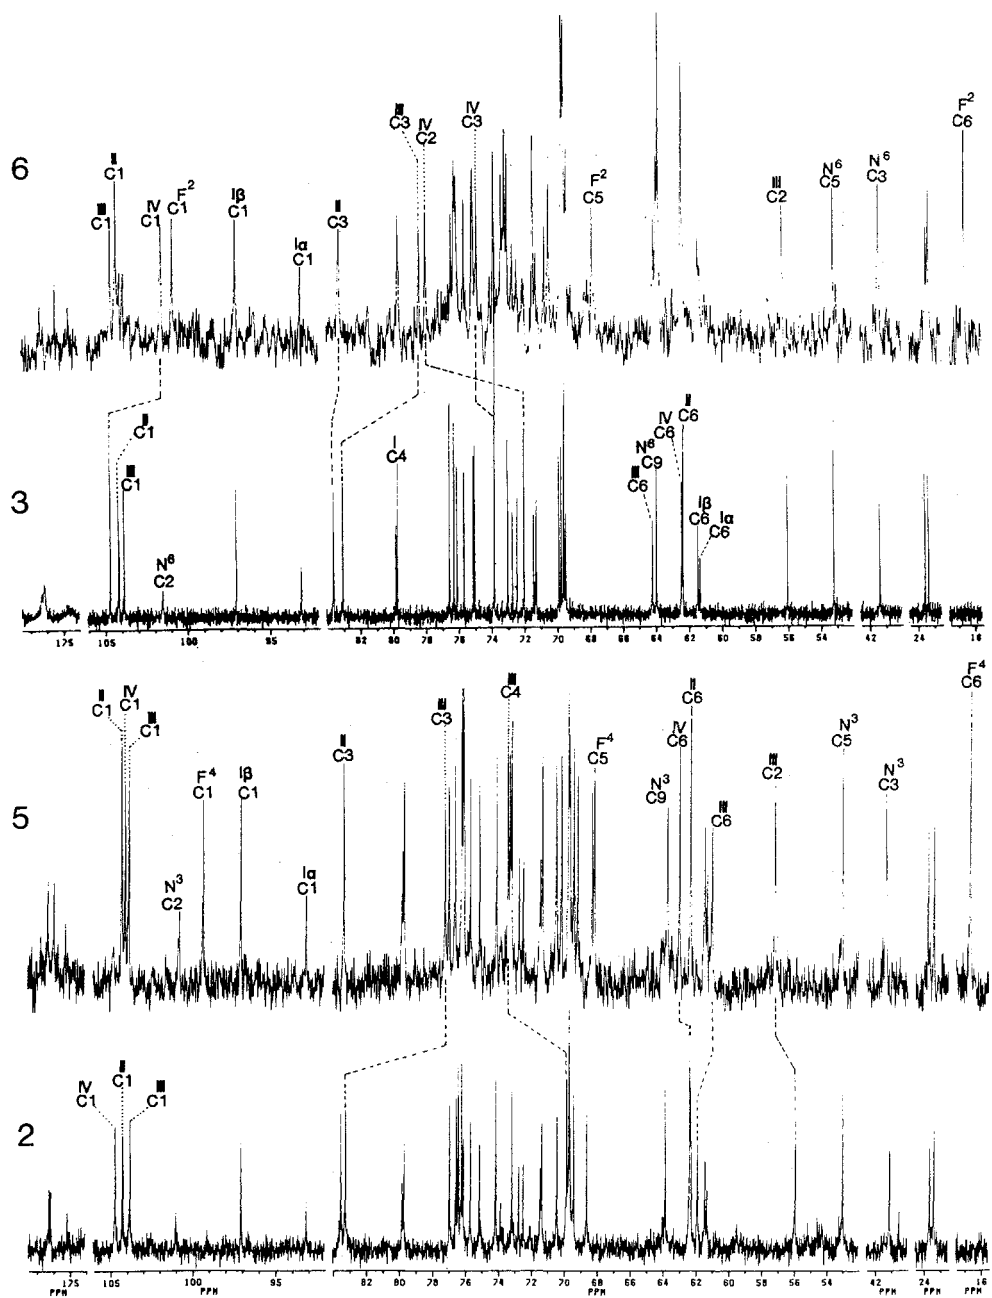 6
III C1
II C1
IV C1
F2 C1
Iβ C1
Iα C1
II C3
III C3
IV C2
IV C3
F2 C5
III C2
N6 C5
N6 C3
F2 C6
3
II C1
III C1
N6 C2
I C4
III C6
N6 C9
IV C6
II C6
Iβ C6
Iα C6
175 105 100 95 80 78 76 74 72 70 68 66 64 62 60 58 56 54 42 24 16
5
II C1
IV C1
III C1
N3 C2
F4 C1
Iβ C1
Iα C1
II C3
III C3
III C4
F4 C5
N3 C9
IV C6
II C6
III C6
III C2
N3 C5
N3 C3
F4 C6
2
IV C1
II C1
III C1
175 105 100 95 82 80 78 76 74 72 70 68 66 64 62 60 58 56 54 42 24 16
PPM PPM PPM PPM PPM PPM